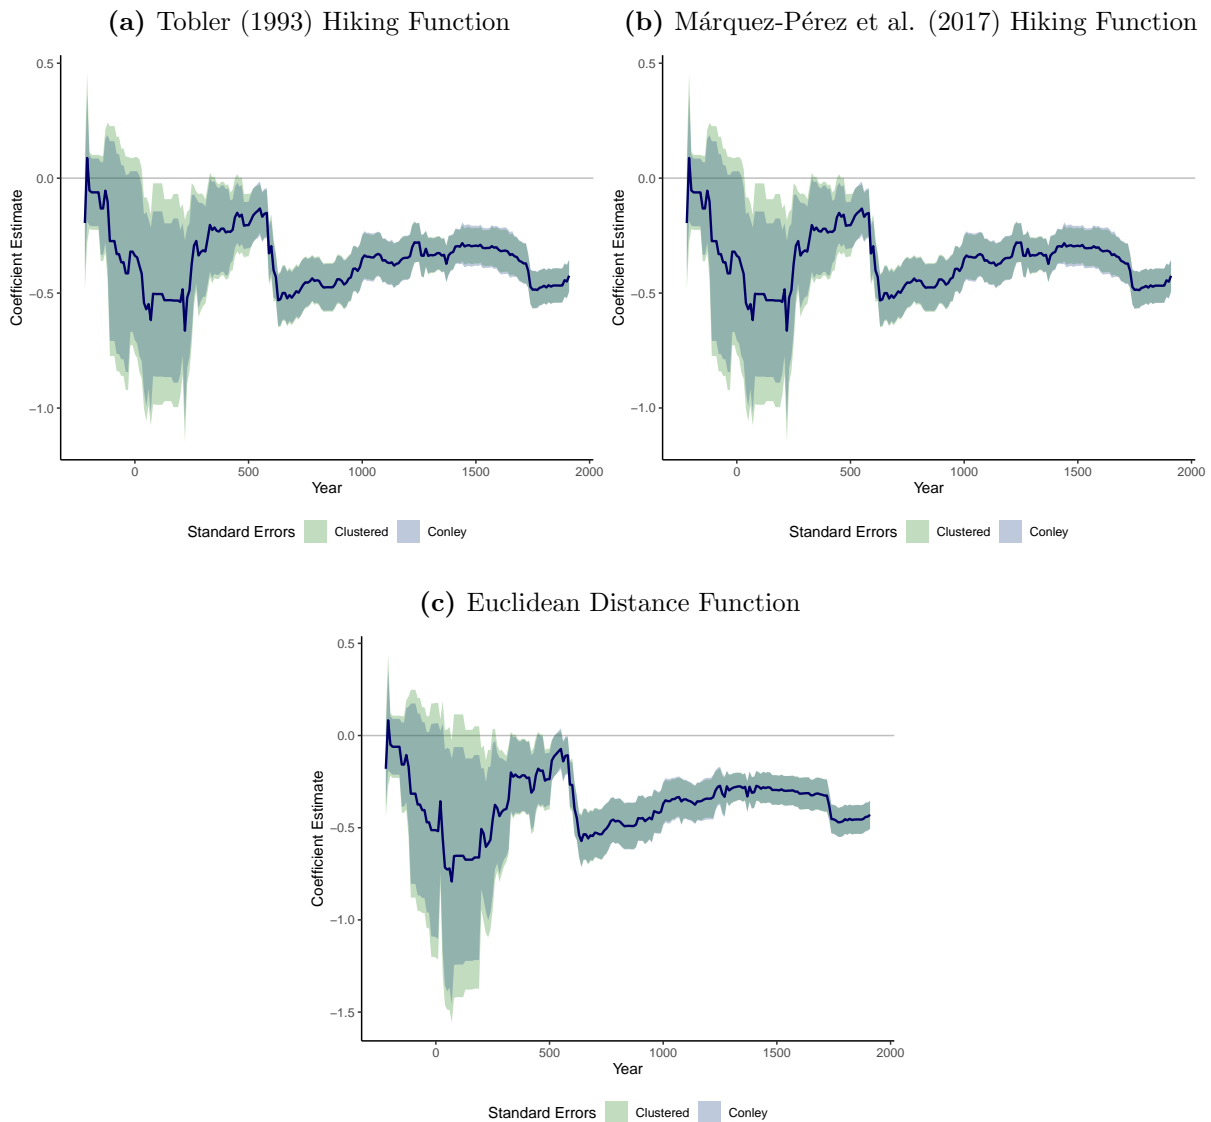 (a) Tobler (1993) Hiking Function
0.5
0.0
−0.5
−1.0
Coefficient Estimate
0 500 1000 1500 2000
Year
Standard Errors Clustered Conley
(b) Márquez-Pérez et al. (2017) Hiking Function
0.5
0.0
−0.5
−1.0
Coefficient Estimate
0 500 1000 1500 2000
Year
Standard Errors Clustered Conley
(c) Euclidean Distance Function
0.5
0.0
−0.5
−1.0
−1.5
Coefficient Estimate
0 500 1000 1500 2000
Year
Standard Errors Clustered Conley